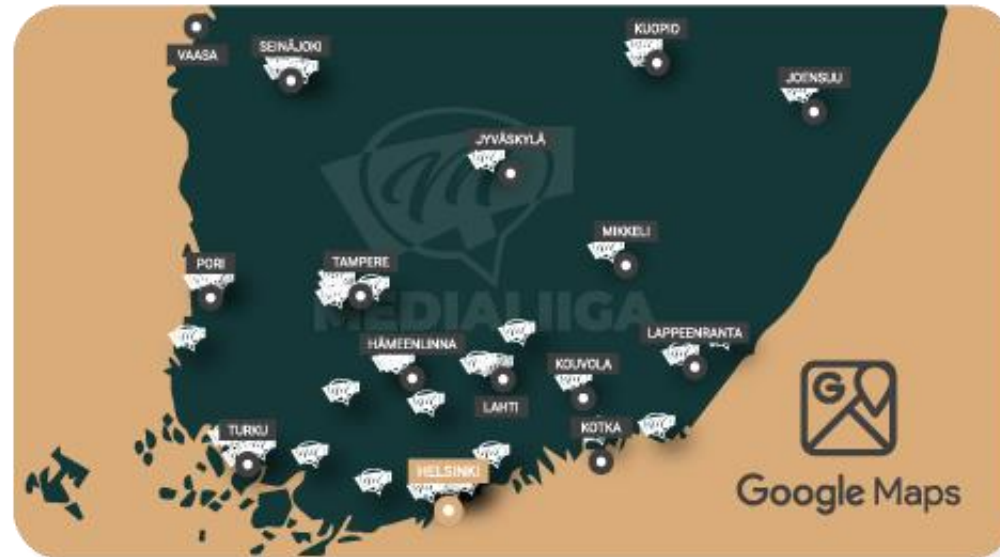 VAASA
SEINÄJOKI
KUOPIO
JOENSUU
JYVÄSKYLÄ
MIKKELI
PORI
TAMPERE
MEDIALIIGA
HÄMEENLINNA
LAPPEENRANTA
KOUVOLA
LAHTI
TURKU
KOTKA
HELSINKI
G
Google Maps